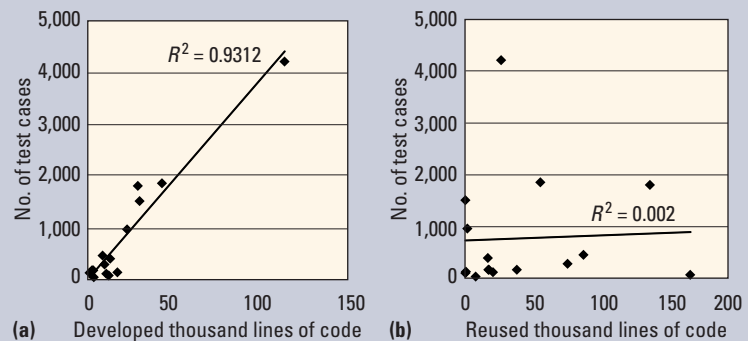 5,000
4,000
3,000
2,000
1,000
0
No. of test cases
R² = 0.9312
0 50 100 150
(a) Developed thousand lines of code
5,000
4,000
3,000
2,000
1,000
0
No. of test cases
R² = 0.002
0 50 100 150 200
(b) Reused thousand lines of code